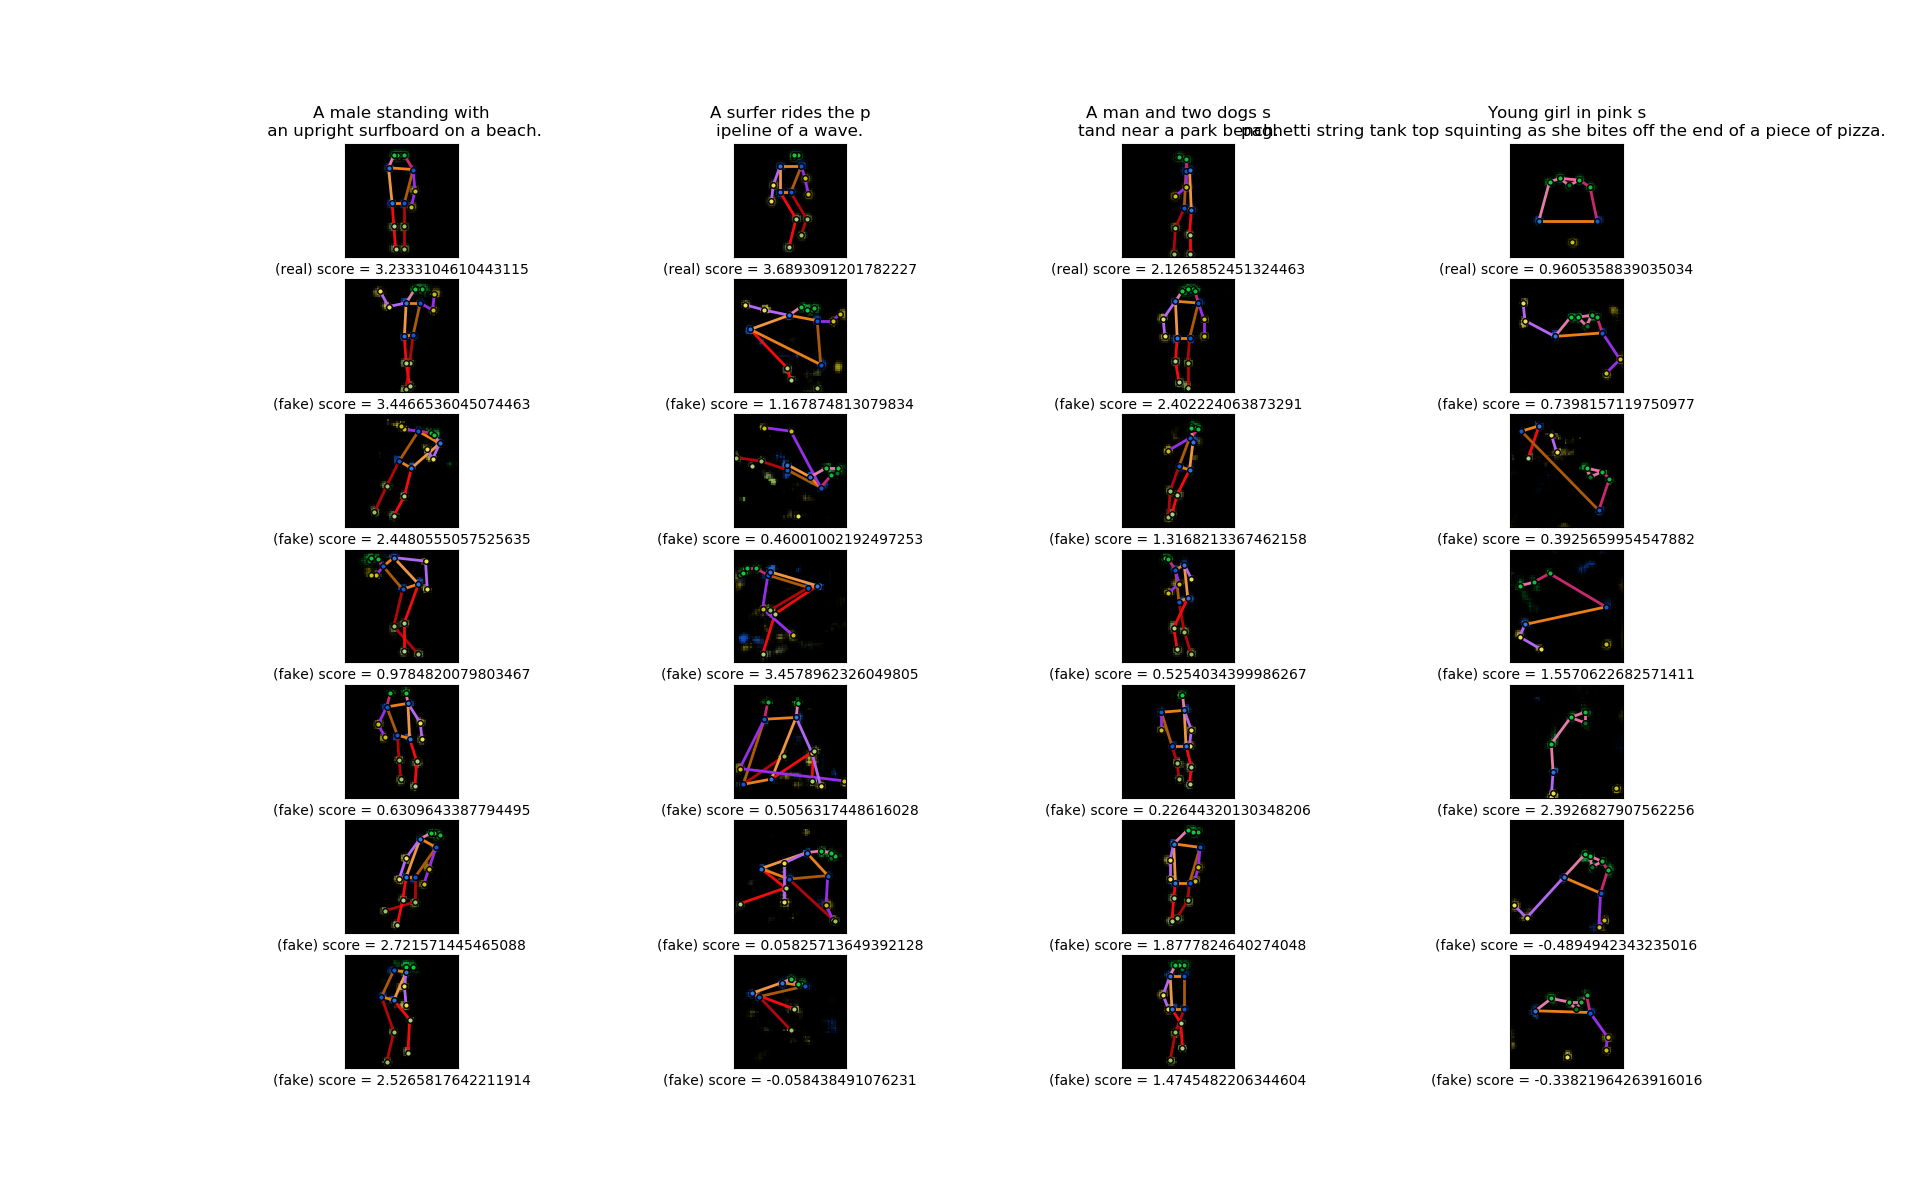 A male standing with
an upright surfboard on a beach.
A surfer rides the p
ipeline of a wave.
A man and two dogs s
tand near a park bench.
Young girl in pink s
paghetti string tank top squinting as she bites off the end of a piece of pizza.
(real) score = 3.2333104610443115
(real) score = 3.6893091201782227
(real) score = 2.1265852451324463
(real) score = 0.9605358839035034
(fake) score = 3.4466536045074463
(fake) score = 1.167874813079834
(fake) score = 2.402224063873291
(fake) score = 0.7398157119750977
(fake) score = 2.4480555057525635
(fake) score = 0.46001002192497253
(fake) score = 1.3168213367462158
(fake) score = 0.3925659954547882
(fake) score = 0.9784820079803467
(fake) score = 3.4578962326049805
(fake) score = 0.5254034399986267
(fake) score = 1.5570622682571411
(fake) score = 0.6309643387794495
(fake) score = 0.5056317448616028
(fake) score = 0.22644320130348206
(fake) score = 2.3926827907562256
(fake) score = 2.721571445465088
(fake) score = 0.05825713649392128
(fake) score = 1.8777824640274048
(fake) score = -0.4894942343235016
(fake) score = 2.5265817642211914
(fake) score = -0.058438491076231
(fake) score = 1.4745482206344604
(fake) score = -0.33821964263916016